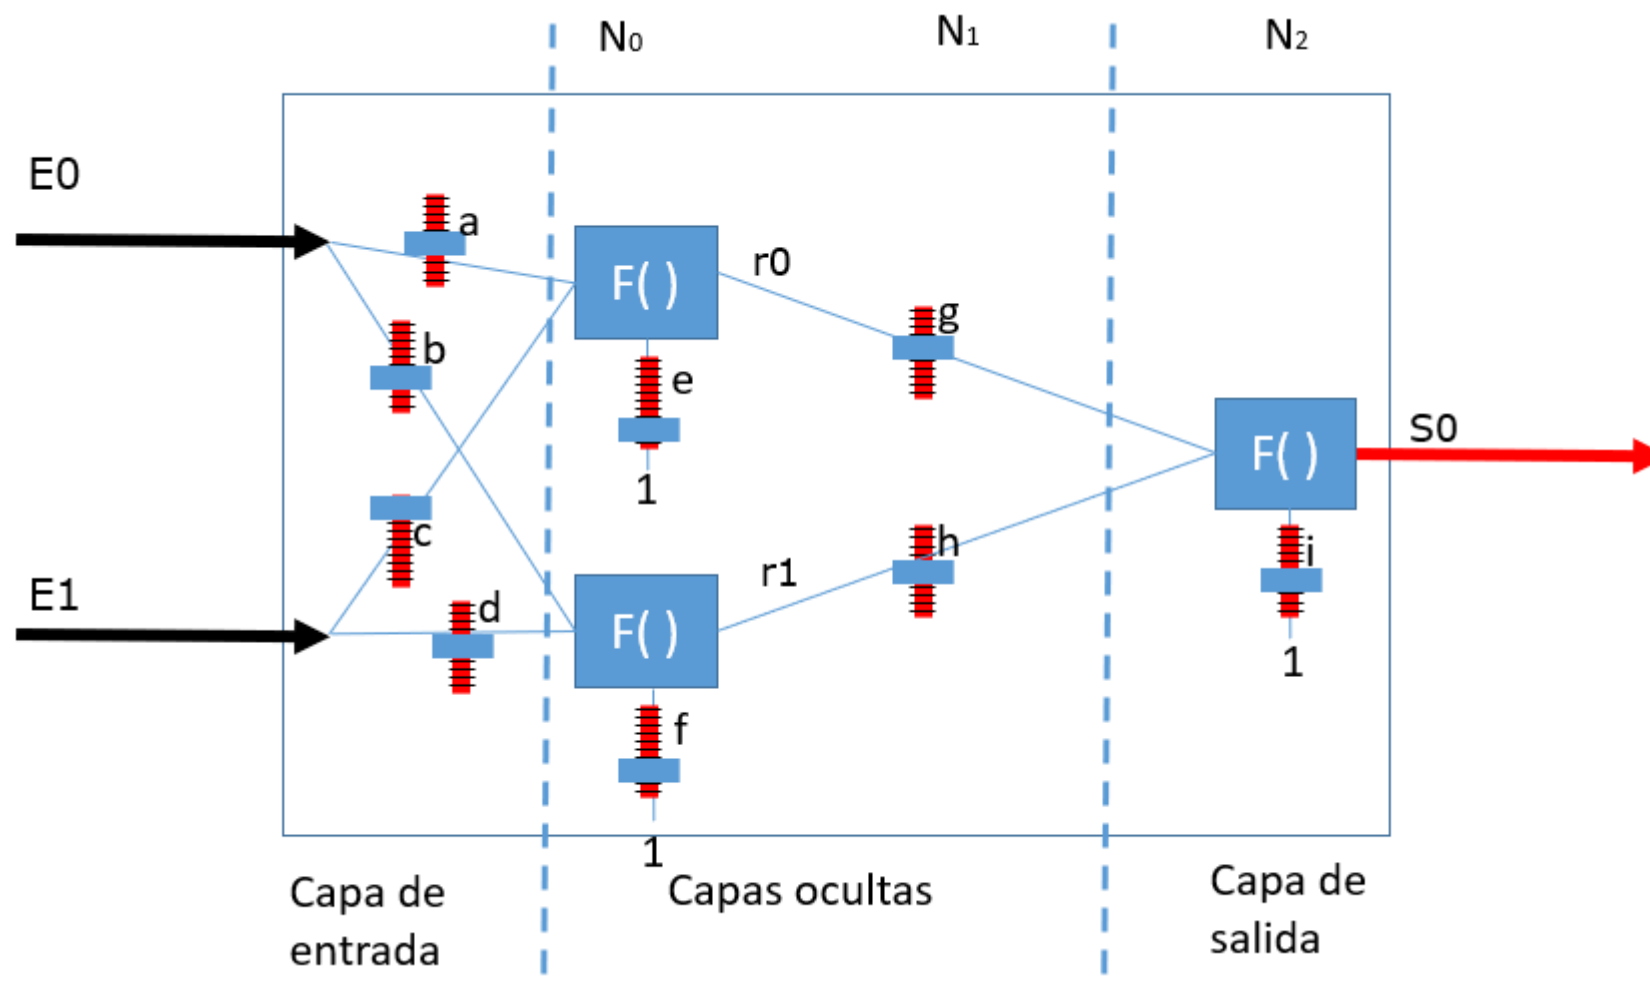 N0
N1
N2
E0
a
F( )
r0
g
b
e
1
S0
F( )
c
E1
d
F( )
r1
h
i
1
f
1
Capa de
entrada
Capas ocultas
Capa de
salida